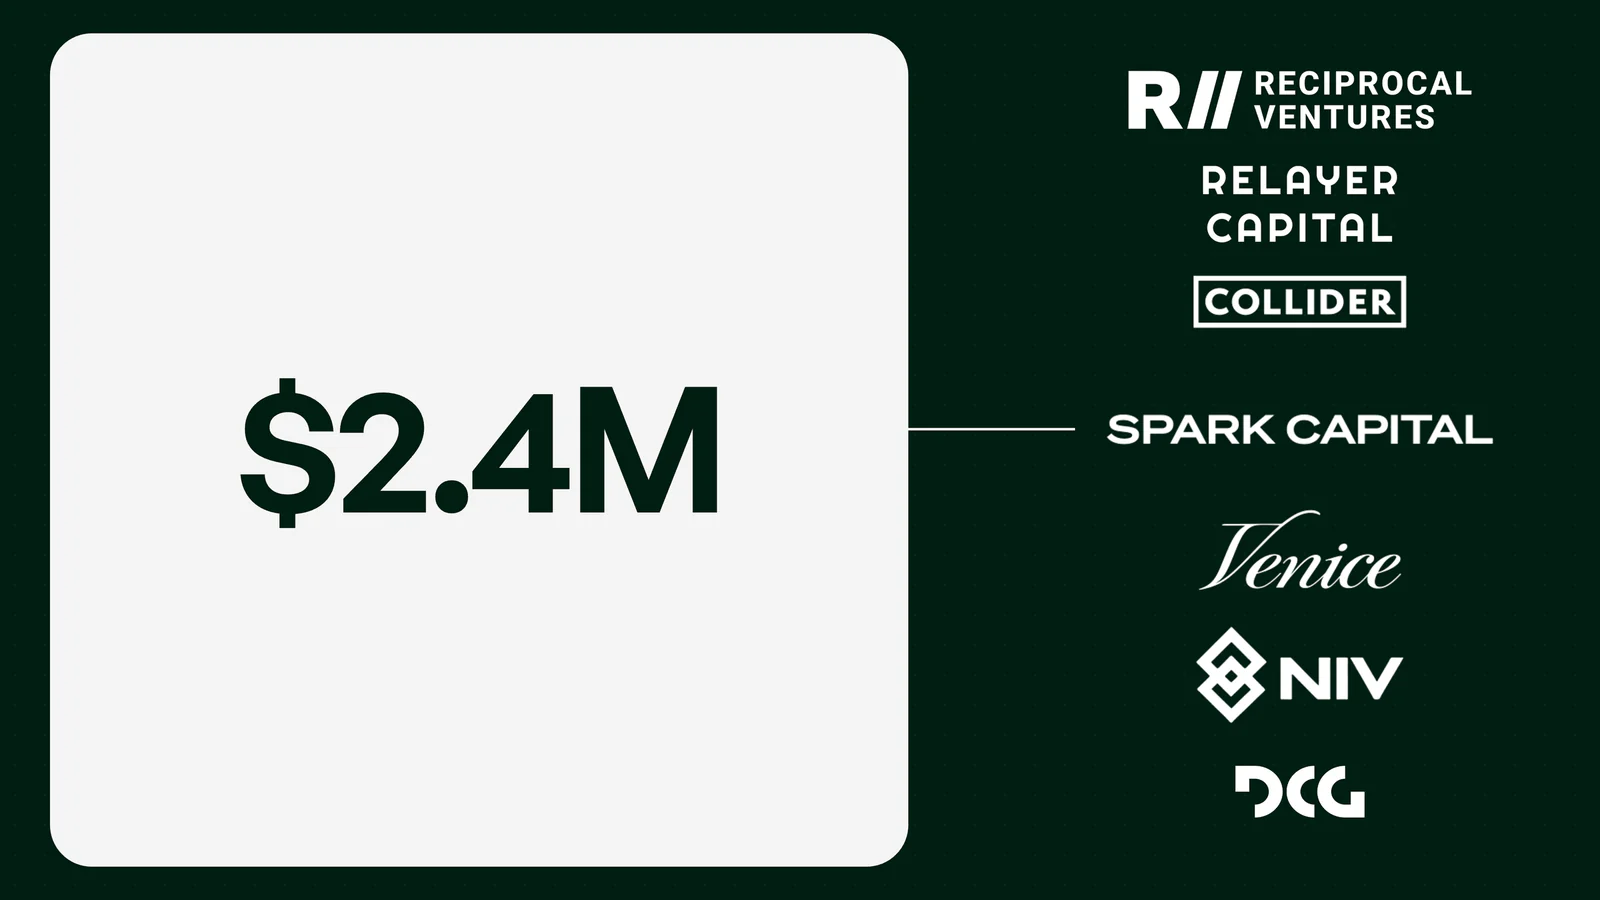 $2.4M
R// RECIPROCAL
VENTURES
RELAYER
CAPITAL
COLLIDER
SPARK CAPITAL
Venice
NIV
DCG